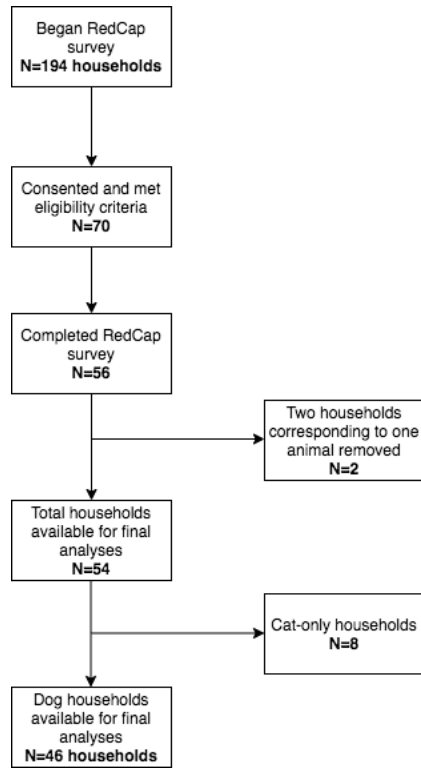 Began RedCap
survey
N=194 households
Consented and met
eligibility criteria
N=70
Completed RedCap
survey
N=56
Two households
corresponding to one
animal removed
N=2
Total households
available for final
analyses
N=54
Cat-only households
N=8
Dog households
available for final
analyses
N=46 households